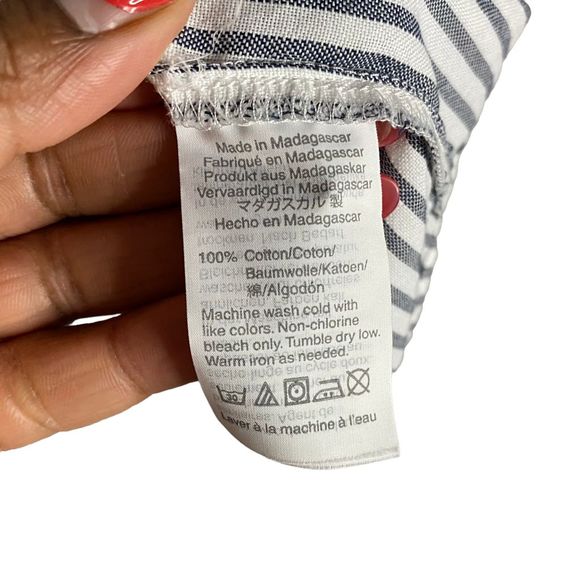 Made in Madagascar
Fabriqué en Madagascar
Produkt aus Madagaskar
Vervaardigd in Madagascar
マダガスカル 製
Hecho en Madagascar
100% Cotton/Coton/
Baumwolle/Katoen/
綿/Algodón
Machine wash cold with
like colors. Non-chlorine
bleach only. Tumble dry low.
Warm iron as needed.
30
Laver à la machine à l'eau